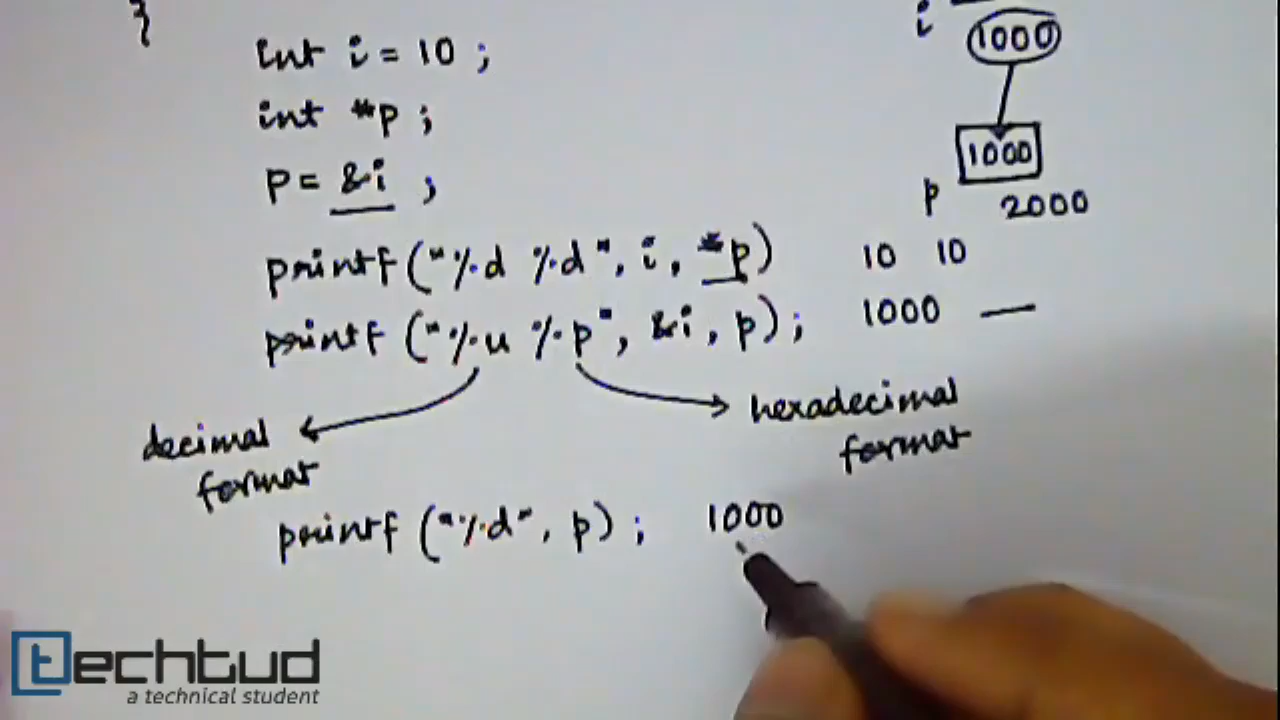 }
int i = 10 ;
int *p ;
p = &i ;
printf ("%d %d", i, *p)
printf ("%u %p", &i, p);
decimal
format
hexadecimal
format
printf ("%d", p) ; 1000
i
1000
1000
p 2000
10 10
1000 —
techtud
a technical student